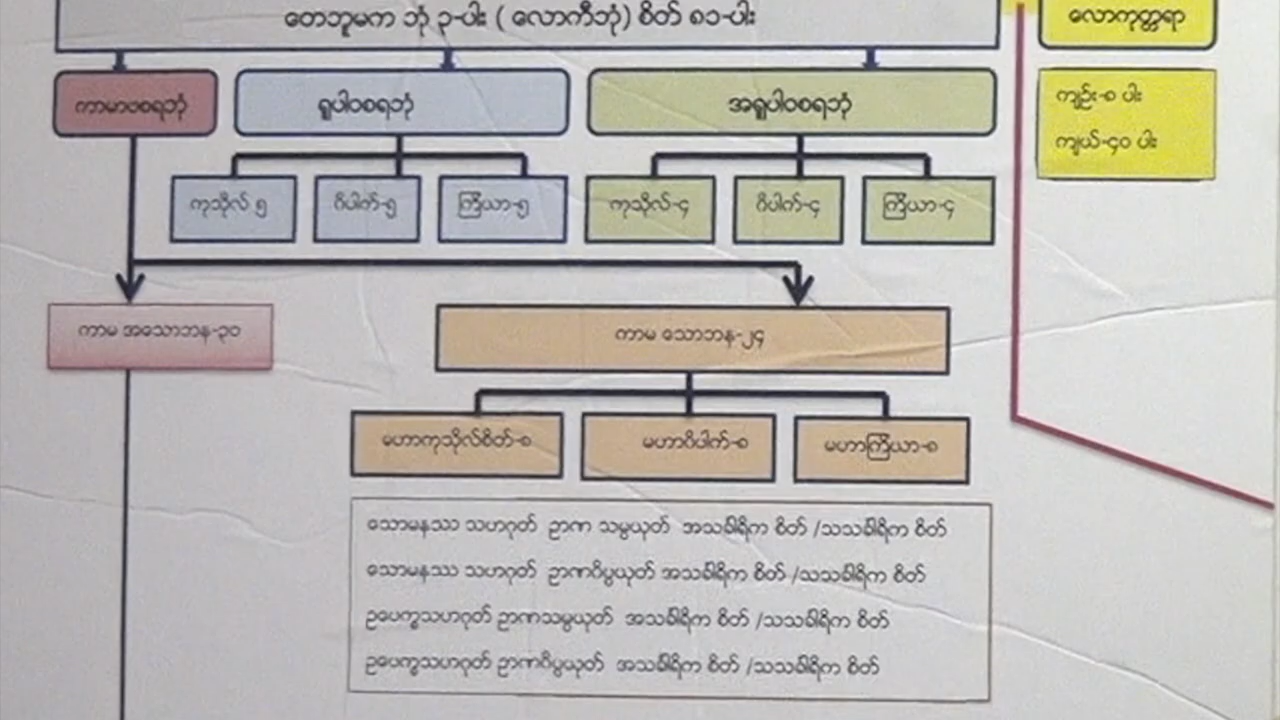 တေဘူမက ဘုံ ၃-ပါး ( လောကီဘုံ) စိတ် ၈၁-ပါး
လောကုတ္တရာ
ကာမာဝစရဘုံ
ရူပါဝစရဘုံ
အရူပါဝစရဘုံ
ကျဉ်း-၈ ပါး
ကျယ်-၄၀ ပါး
ကုသိုလ် ၅
ဝိပါက်-၅
ကြိယာ-၅
ကုသိုလ်-၄
ဝိပါက်-၄
ကြိယာ-၄
ကာမ အသောဘန-၃၀
ကာမ သောဘန-၂၄
မဟာကုသိုလ်စိတ်-၈
မဟာဝိပါက်-၈
မဟာကြိယာ-၈
သောမနဿ သဟဂုတ် ဉာဏ သမ္ပယုတ် အသင်္ခါရိက စိတ် /သသင်္ခါရိက စိတ်
သောမနဿ သဟဂုတ် ဉာဏဝိပ္ပယုတ် အသင်္ခါရိက စိတ် /သသင်္ခါရိက စိတ်
ဥပေက္ခသဟဂုတ် ဉာဏသမ္ပယုတ် အသင်္ခါရိက စိတ် /သသင်္ခါရိက စိတ်
ဥပေက္ခသဟဂုတ် ဉာဏဝိပ္ပယုတ် အသင်္ခါရိက စိတ် /သသင်္ခါရိက စိတ်